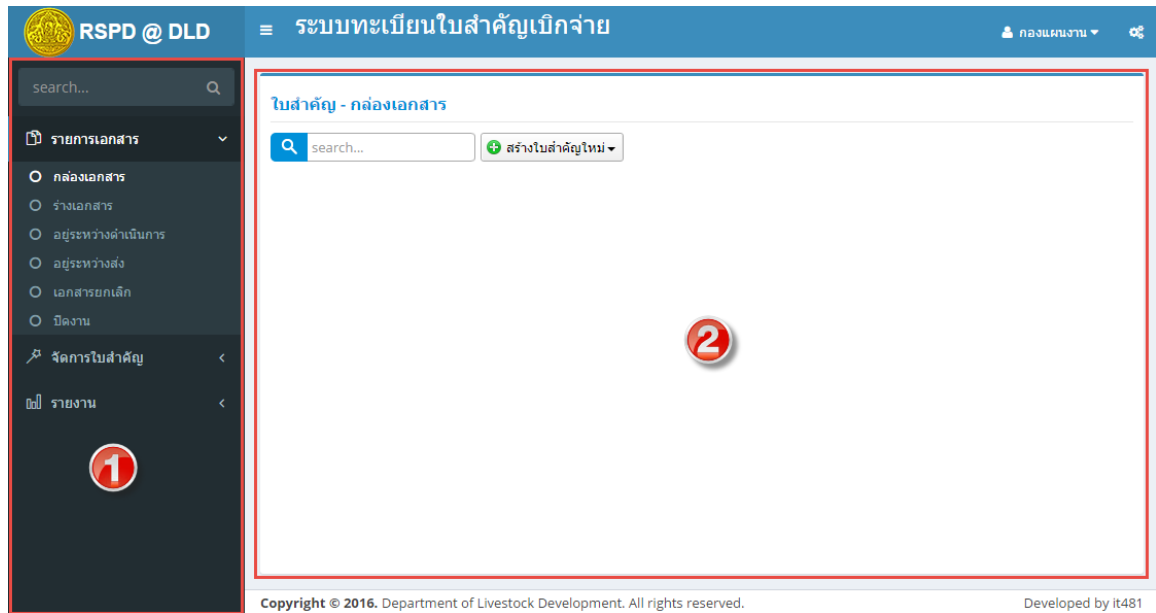 RSPD @ DLD
ระบบทะเบียนใบสำคัญเบิกจ่าย
กองแผนงาน
search...
รายการเอกสาร
กล่องเอกสาร
ร่างเอกสาร
อยู่ระหว่างดำเนินการ
อยู่ระหว่างส่ง
เอกสารยกเลิก
ปิดงาน
จัดการใบสำคัญ
รายงาน
1
ใบสำคัญ - กล่องเอกสาร
search...
สร้างใบสำคัญใหม่
2
Copyright © 2016. Department of Livestock Development. All rights reserved.
Developed by it481